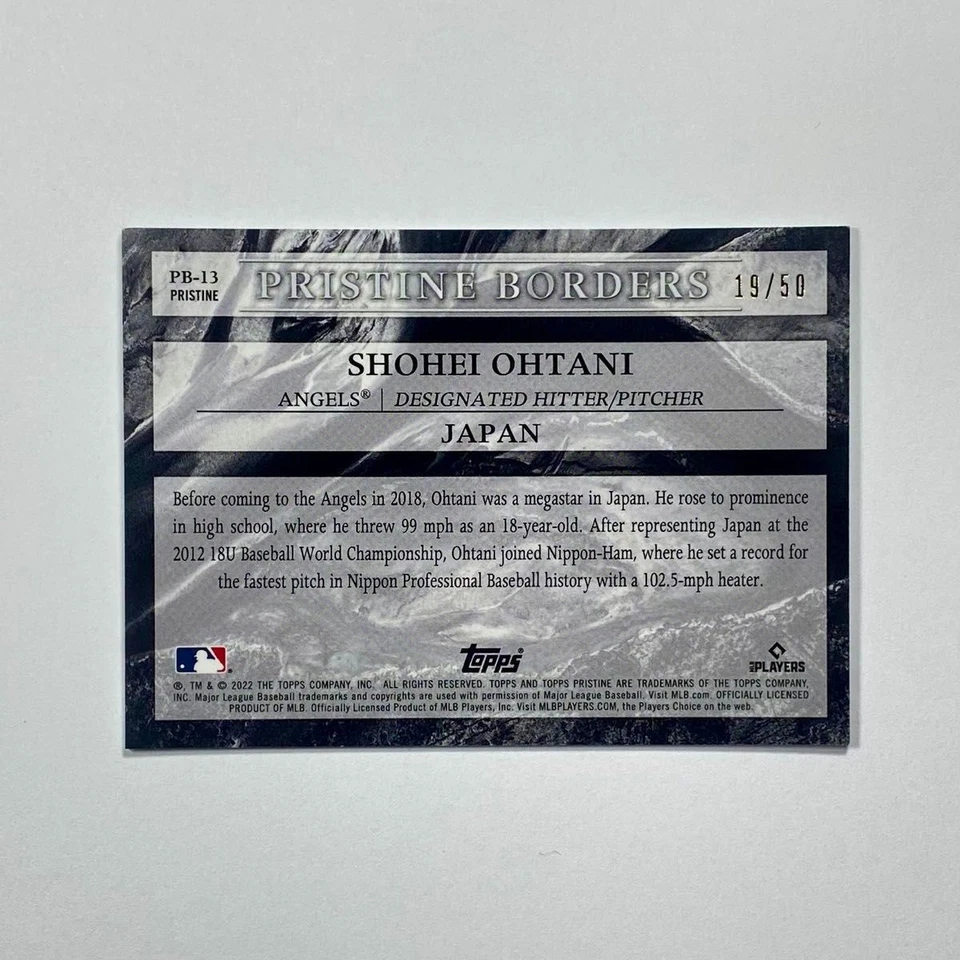 PB-13
PRISTINE
PRISTINE BORDERS
19/50
SHOHEI OHTANI
ANGELS® | DESIGNATED HITTER/PITCHER
JAPAN
Before coming to the Angels in 2018, Ohtani was a megastar in Japan. He rose to prominence
in high school, where he threw 99 mph as an 18-year-old. After representing Japan at the
2012 18U Baseball World Championship, Ohtani joined Nippon-Ham, where he set a record for
the fastest pitch in Nippon Professional Baseball history with a 102.5-mph heater.
Topps®
MLB PLAYERS
®, TM & © 2022 THE TOPPS COMPANY, INC. ALL RIGHTS RESERVED. TOPPS AND TOPPS PRISTINE ARE TRADEMARKS OF THE TOPPS COMPANY,
INC. Major League Baseball trademarks and copyrights are used with permission of Major League Baseball. Visit MLB.com. OFFICIALLY LICENSED
PRODUCT OF MLB. Officially Licensed Product of MLB Players, Inc. Visit MLBPLAYERS.COM, the Players Choice on the web.